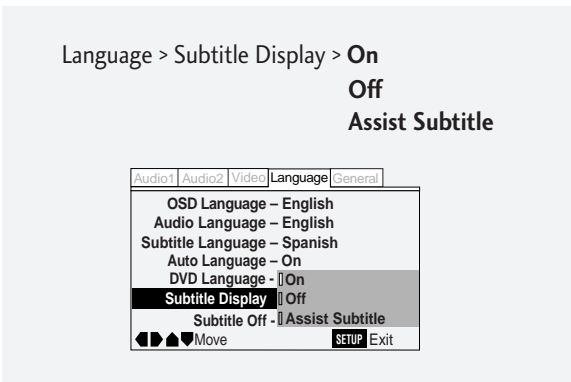 Language > Subtitle Display > On
Off
Assist Subtitle
Audio1 Audio2 Video Language General
OSD Language – English
Audio Language – English
Subtitle Language – Spanish
Auto Language – On
DVD Language - On
Subtitle Display Off
Subtitle Off - Assist Subtitle
Move SETUP Exit